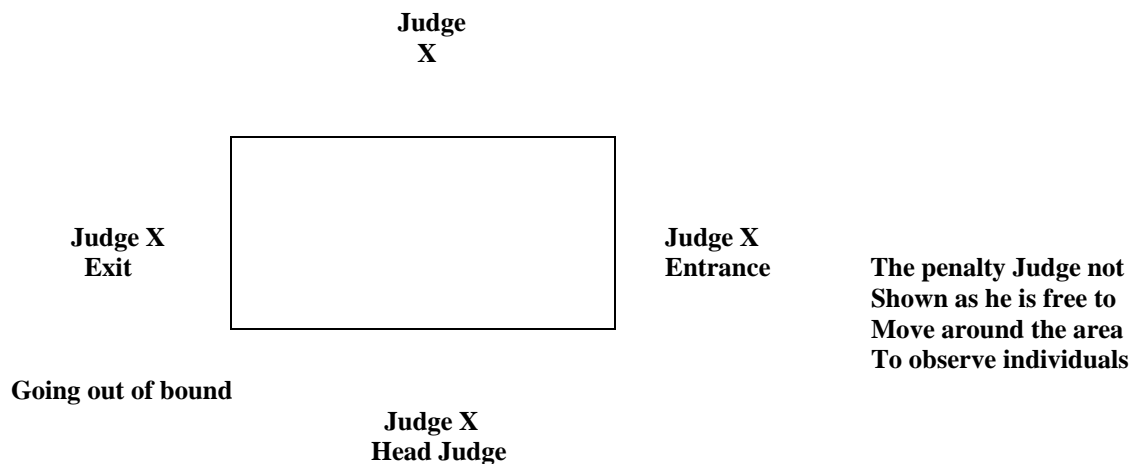 Judge
X
Judge X
Exit
Judge X
Entrance
The penalty Judge not
Shown as he is free to
Move around the area
To observe individuals
Going out of bound
Judge X
Head Judge